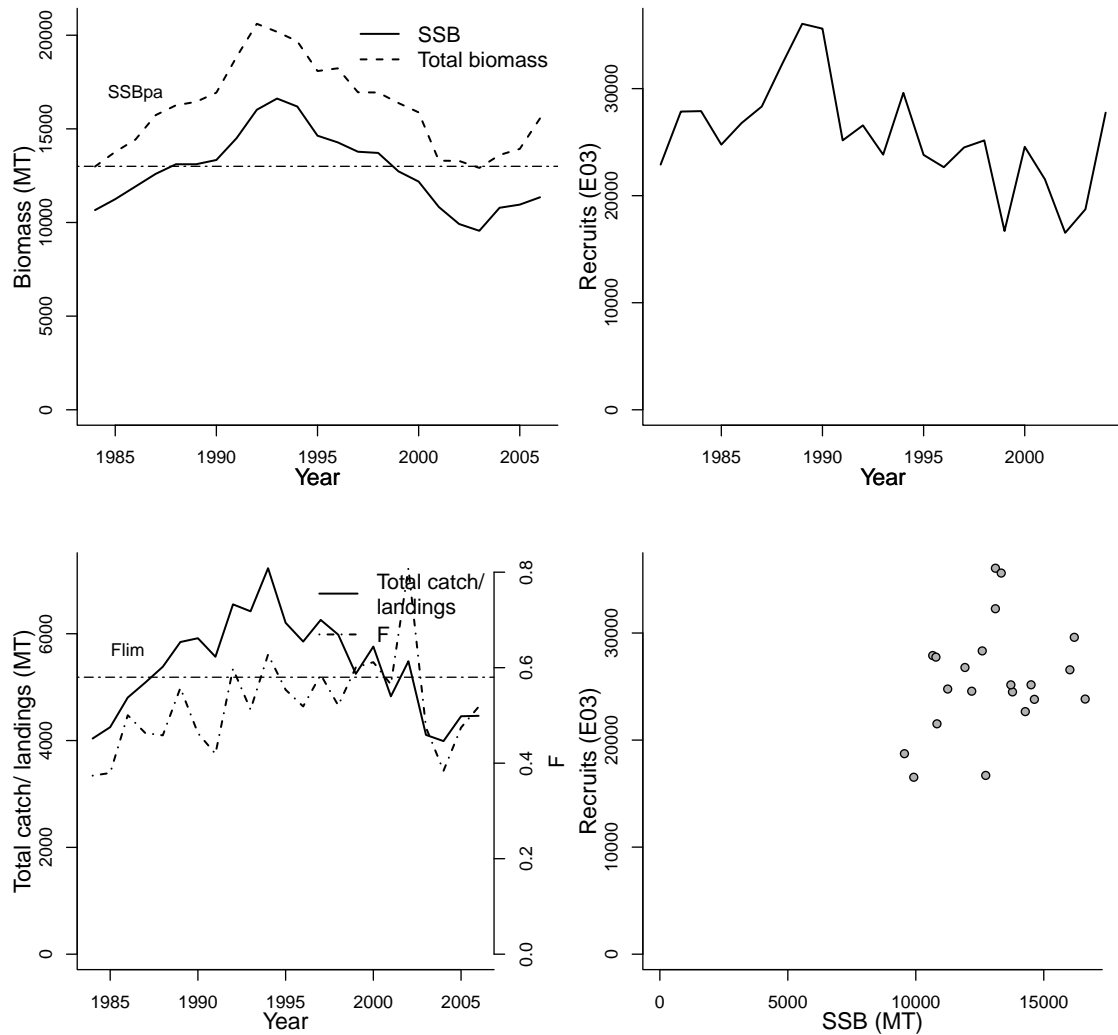 SSB
Total biomass
SSBpa
0
5000
10000
15000
20000
Biomass (MT)
1985
1990
1995
2000
2005
Year
0
10000
20000
30000
Recruits (E03)
1985
1990
1995
2000
Year
Total catch/
landings
F
Flim
0
2000
4000
6000
Total catch/ landings (MT)
0.0
0.2
0.4
0.6
0.8
F
1985
1990
1995
2000
2005
Year
0
10000
20000
30000
Recruits (E03)
0
5000
10000
15000
SSB (MT)